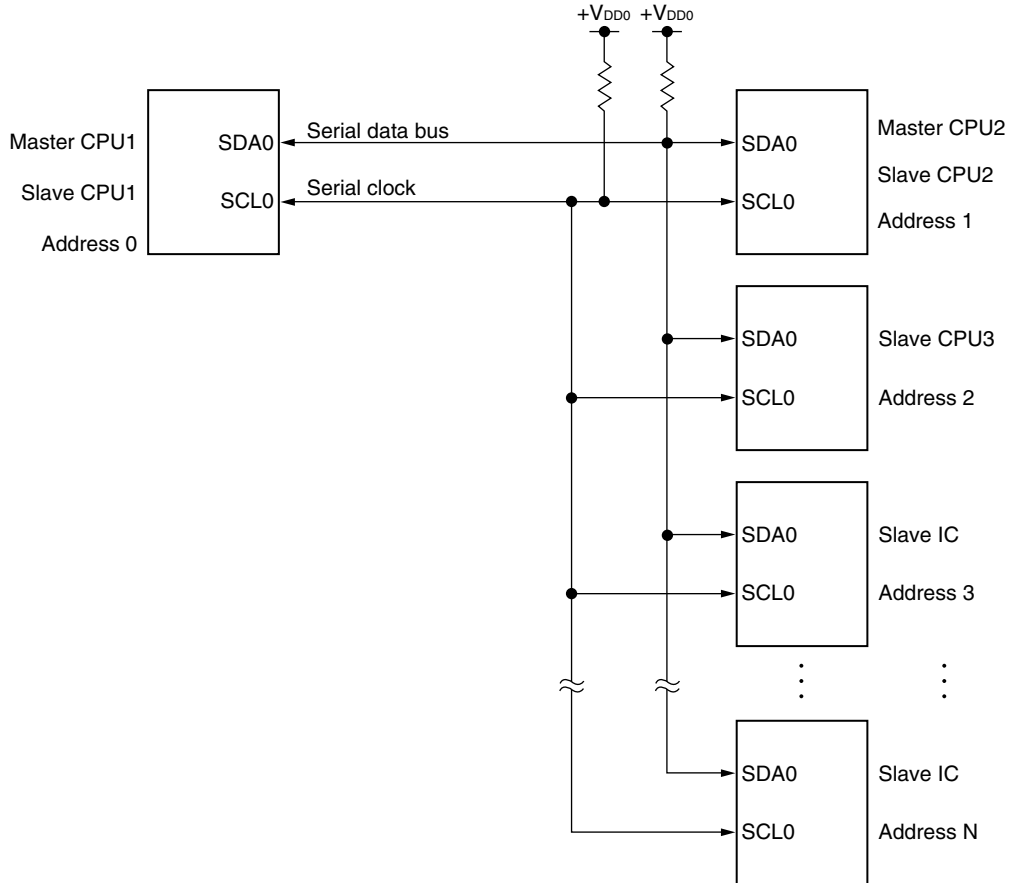 +VDD0 +VDD0
Master CPU1
Slave CPU1
Address 0
SDA0
SCL0
Serial data bus
Serial clock
SDA0
SCL0
Master CPU2
Slave CPU2
Address 1
SDA0
SCL0
Slave CPU3
Address 2
SDA0
SCL0
Slave IC
Address 3
SDA0
SCL0
Slave IC
Address N